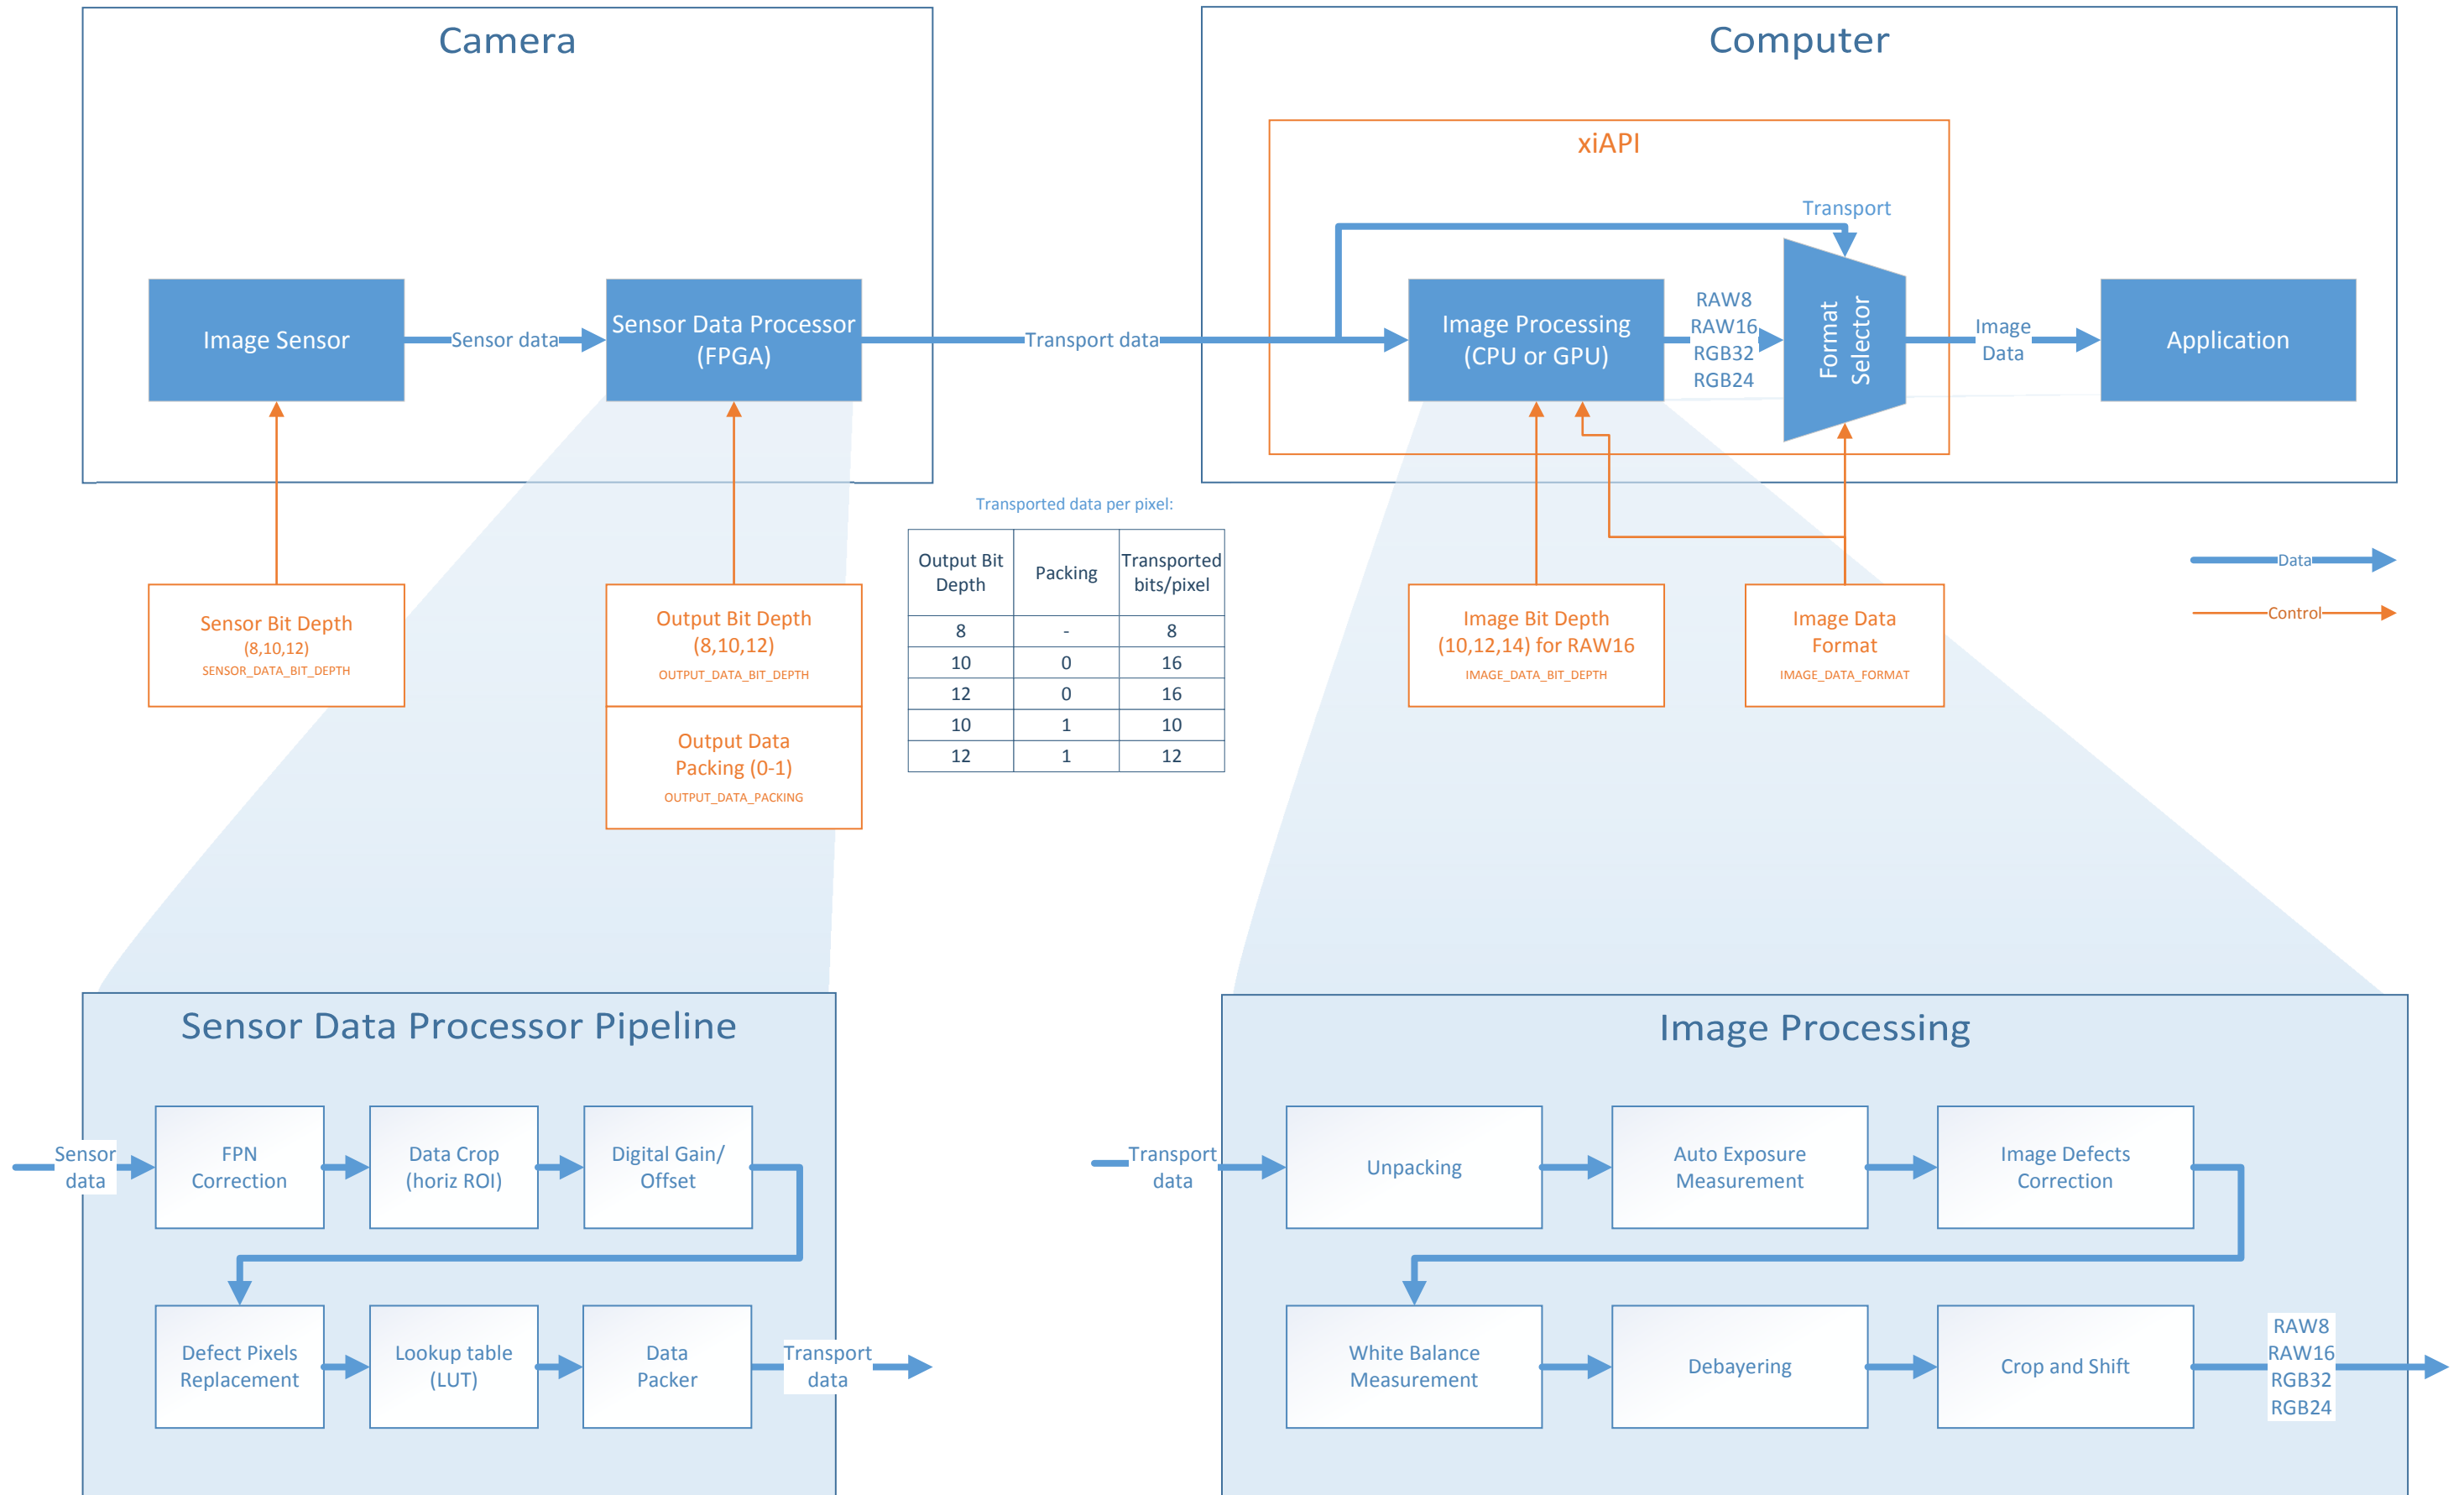 Camera
Computer
xiAPI
Transport
Image Sensor
Sensor data
Sensor Data Processor
(FPGA)
Transport data
Image Processing
(CPU or GPU)
RAW8
RAW16
RGB32
RGB24
Format
Selector
Image
Data
Application
Transported data per pixel:
Output Bit Depth Packing Transported bits/pixel
8 - 8
10 0 16
12 0 16
10 1 10
12 1 12
Data
Control
Sensor Bit Depth
(8,10,12)
SENSOR_DATA_BIT_DEPTH
Output Bit Depth
(8,10,12)
OUTPUT_DATA_BIT_DEPTH
Output Data
Packing (0-1)
OUTPUT_DATA_PACKING
Image Bit Depth
(10,12,14) for RAW16
IMAGE_DATA_BIT_DEPTH
Image Data
Format
IMAGE_DATA_FORMAT
Sensor Data Processor Pipeline
Sensor
data
FPN
Correction
Data Crop
(horiz ROI)
Digital Gain/
Offset
Defect Pixels
Replacement
Lookup table
(LUT)
Data
Packer
Transport
data
Image Processing
Transport
data
Unpacking
Auto Exposure
Measurement
Image Defects
Correction
White Balance
Measurement
Debayering
Crop and Shift
RAW8
RAW16
RGB32
RGB24